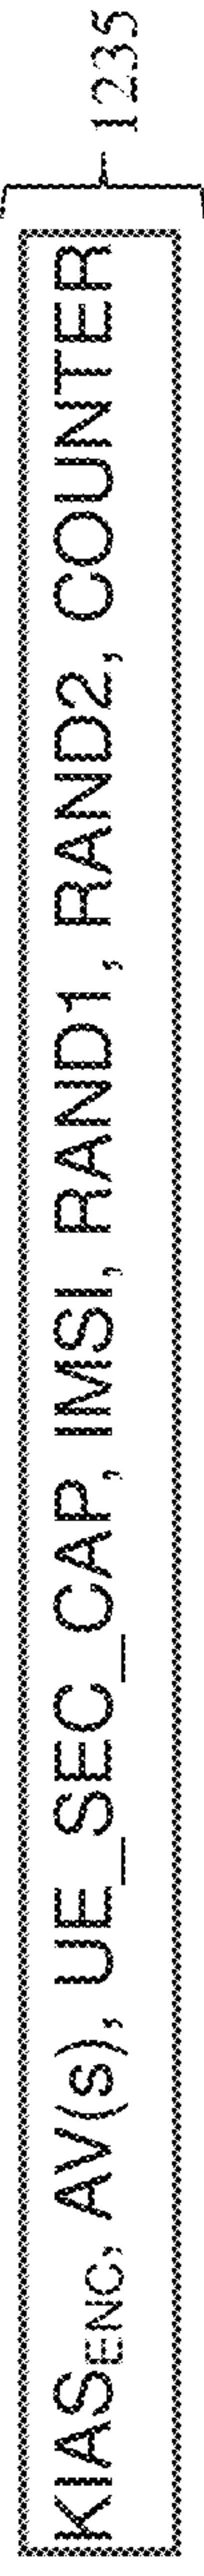 KIASENC, AV(s), UE_SEC_CAP, IMSI, RAND1, RAND2, COUNTER
1235